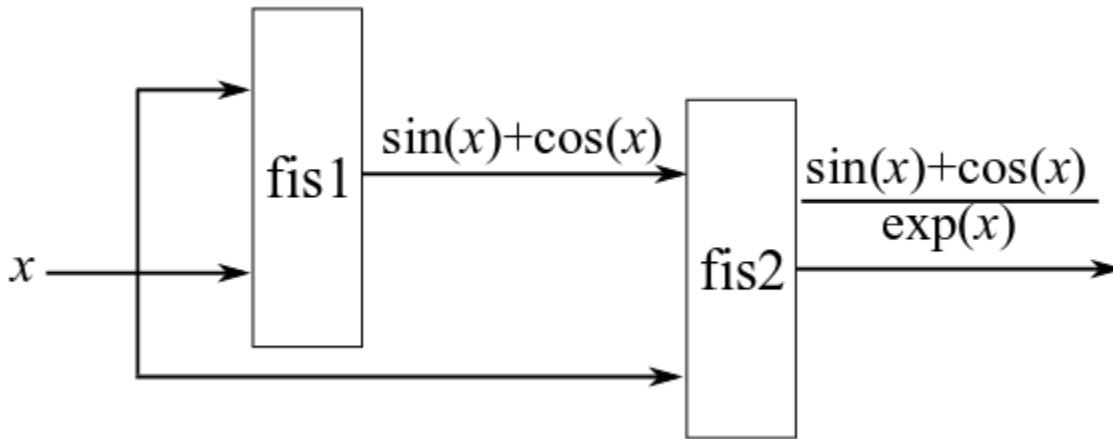 sin(x)+cos(x)
fis1
sin(x)+cos(x)
exp(x)
x
fis2